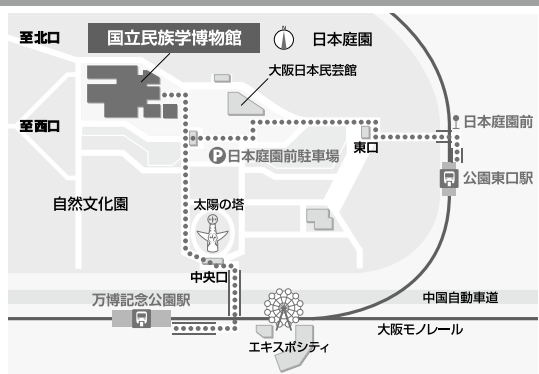 至北口
国立民族学博物館
N
日本庭園
大阪日本民芸館
至西口
日本庭園前
P日本庭園前駐車場
東口
公園東口駅
自然文化園
太陽の塔
中央口
万博記念公園駅
中国自動車道
大阪モノレール
エキスポシティ